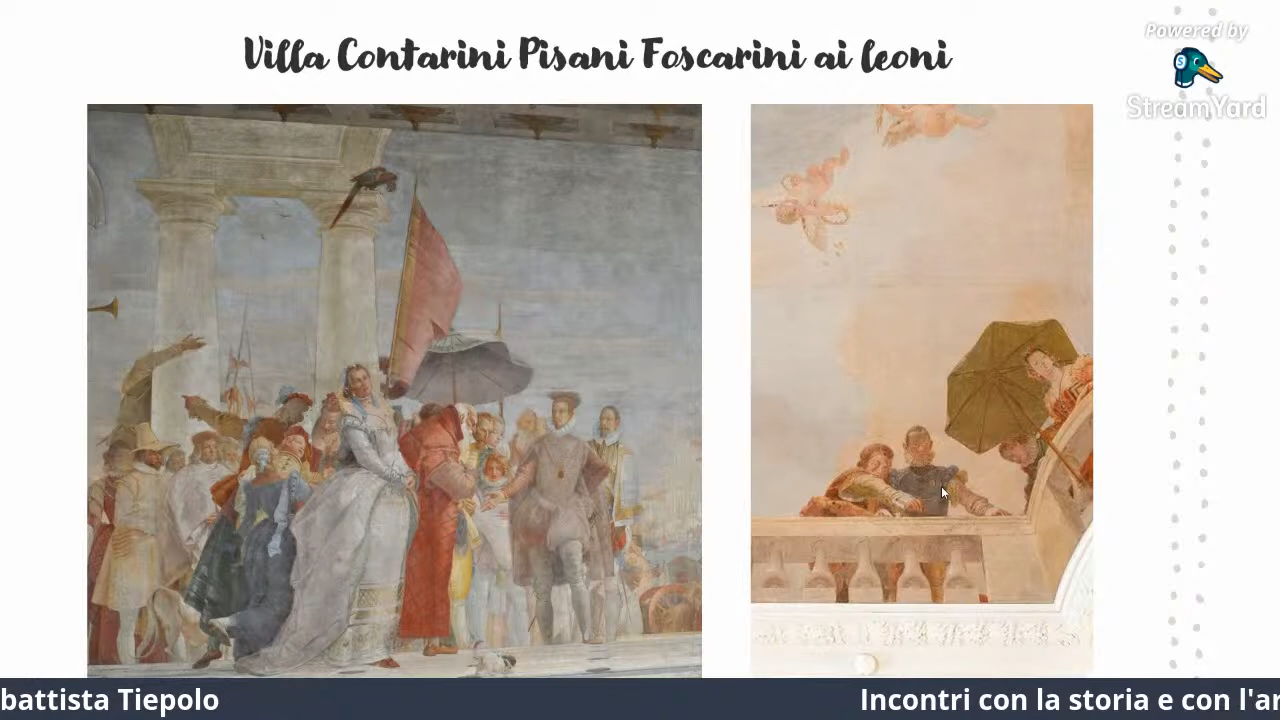 Villa Contarini Pisani Foscarini ai leoni
Powered by
S
StreamYard
battista Tiepolo
Incontri con la storia e con l'ar